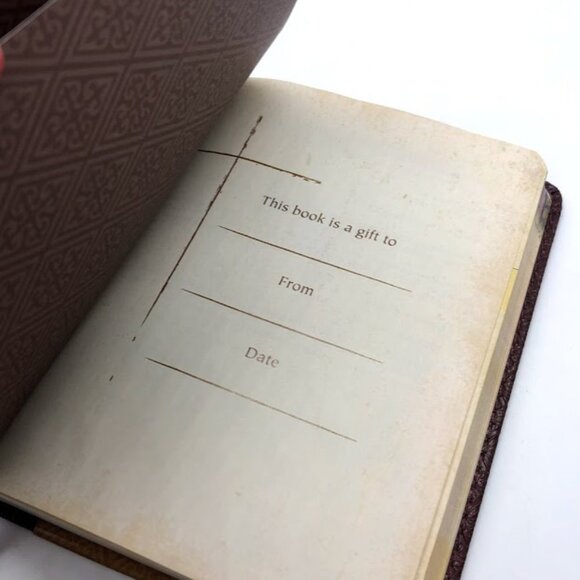 This book is a gift to
From
Date